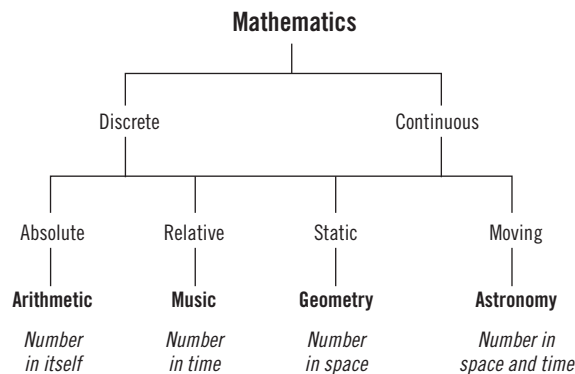 Mathematics
Discrete
Continuous
Absolute
Relative
Static
Moving
Arithmetic
Music
Geometry
Astronomy
Number
in itself
Number
in time
Number
in space
Number in
space and time